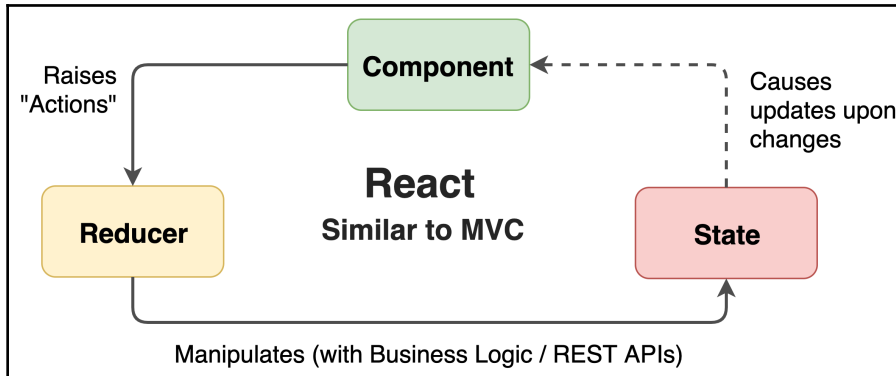 Component
Raises
"Actions"
Causes
updates upon
changes
React
Similar to MVC
Reducer
State
Manipulates (with Business Logic / REST APIs)